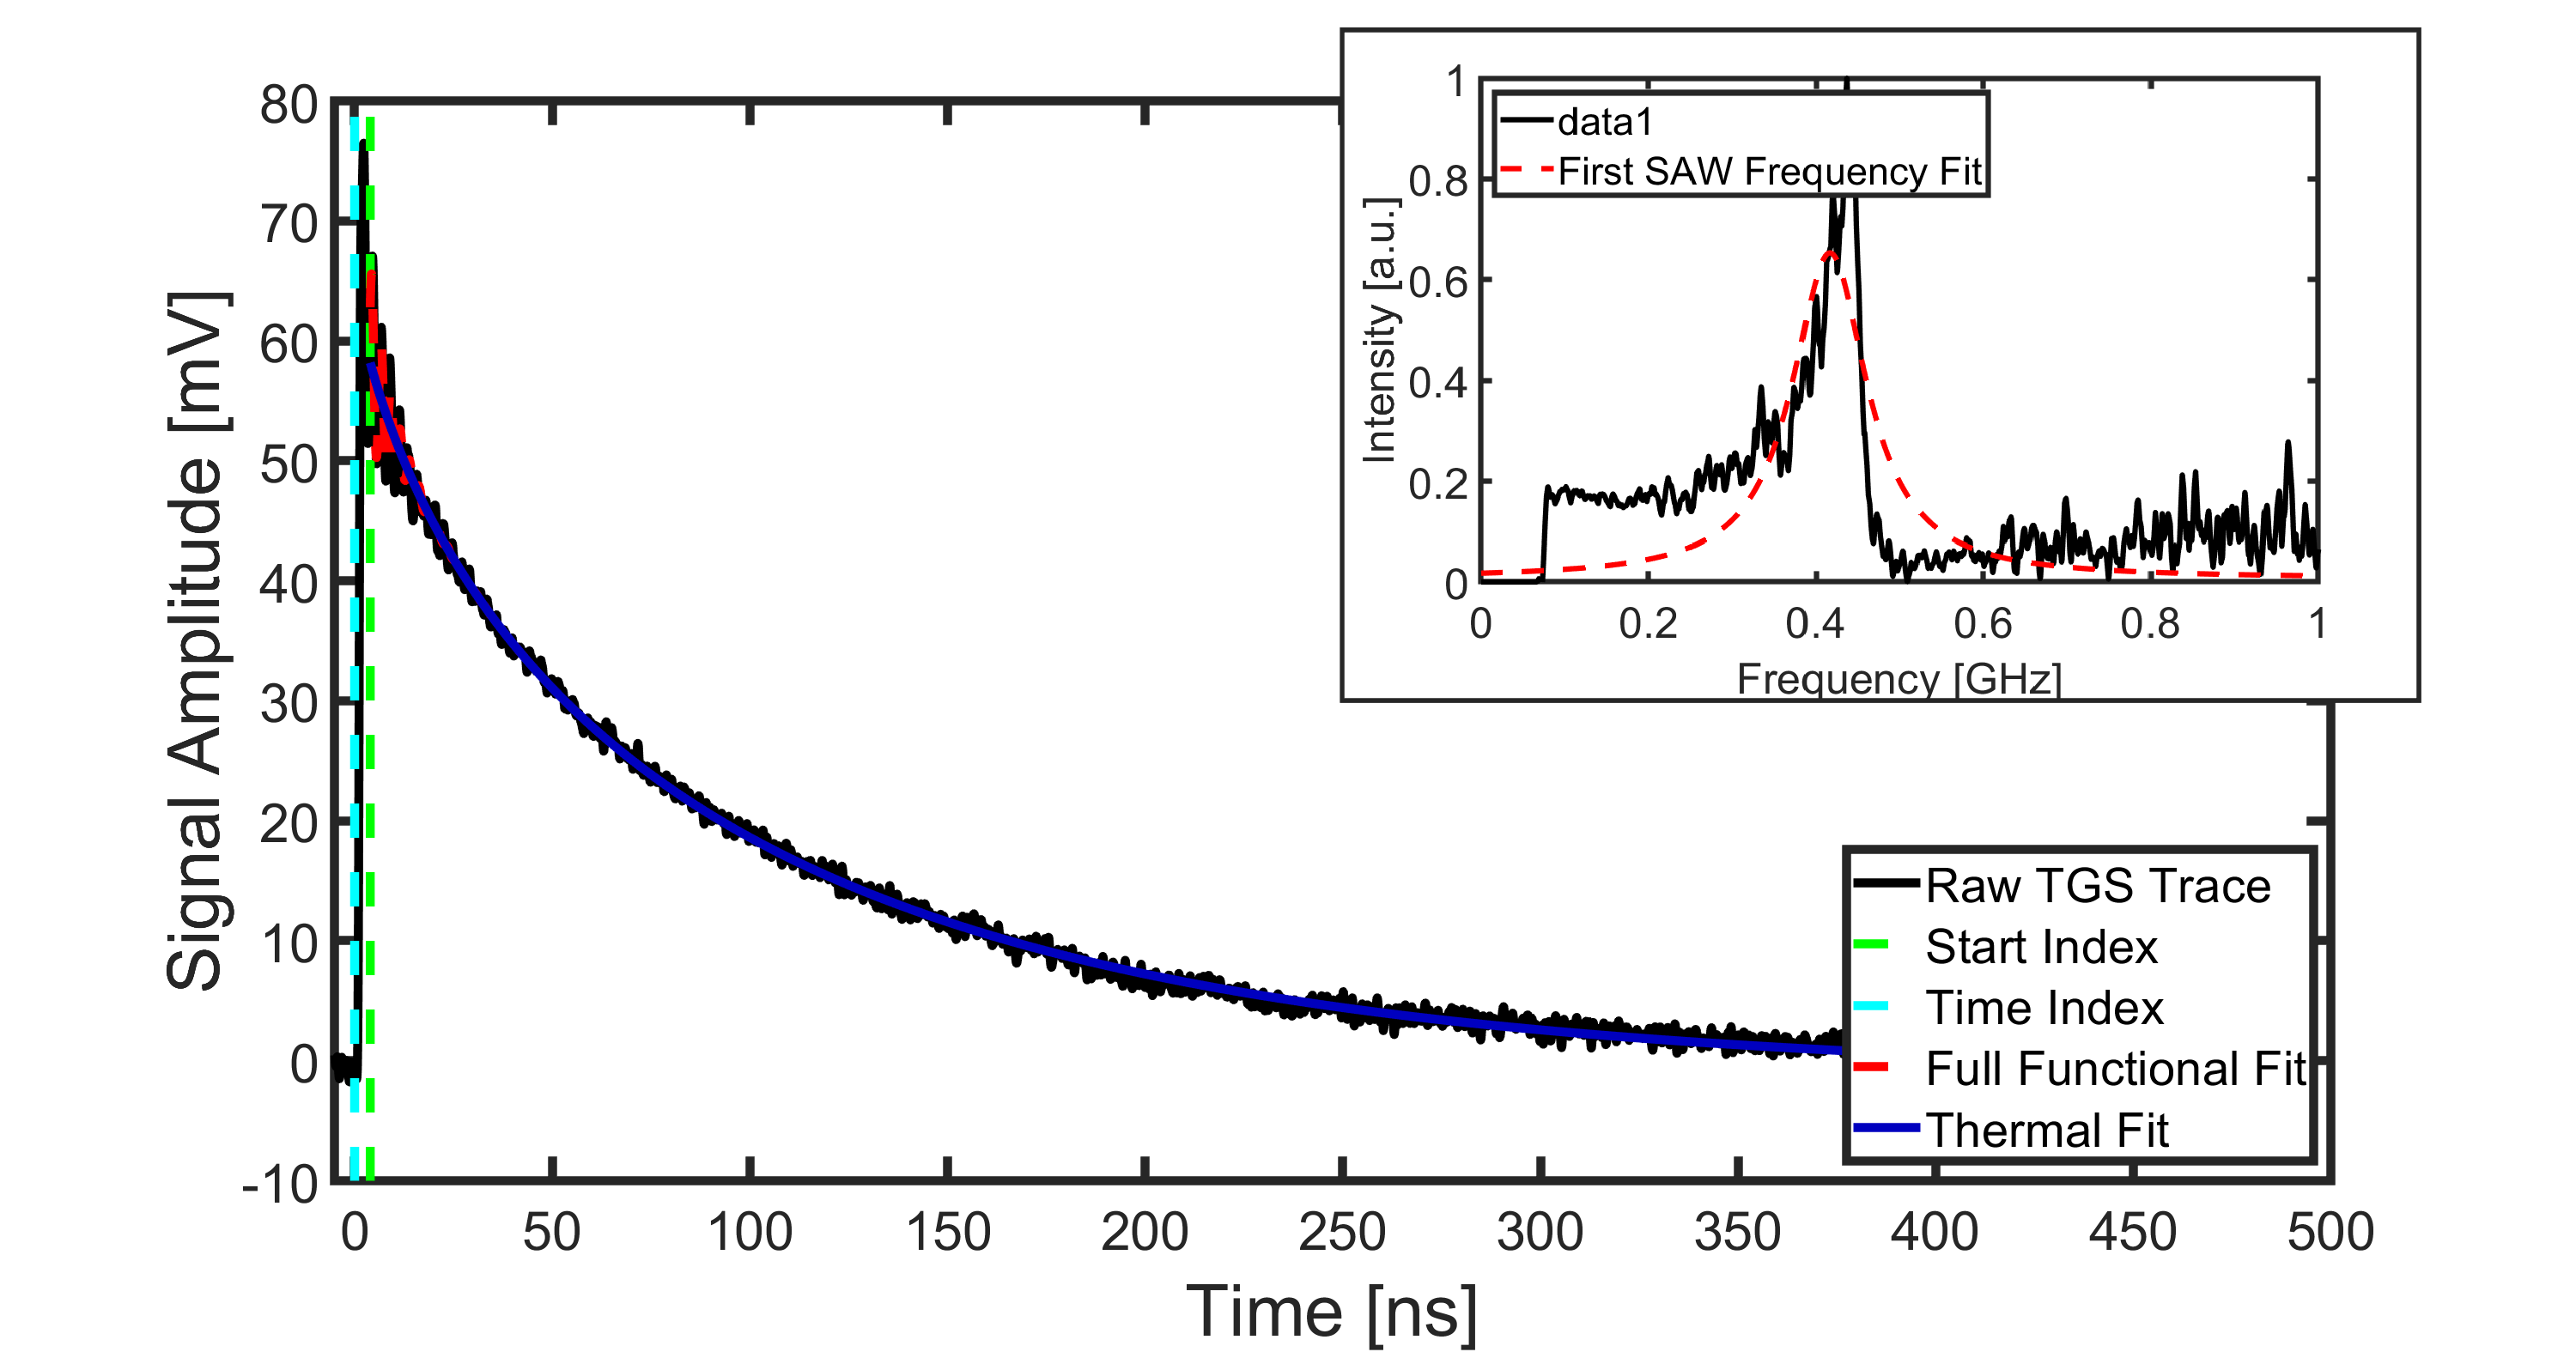 80
70
60
50
40
30
20
10
0
-10
Signal Amplitude [mV]
0 50 100 150 200 250 300 350 400 450 500
Time [ns]
1
0.8
0.6
0.4
0.2
0
Intensity [a.u.]
data1
First SAW Frequency Fit
0 0.2 0.4 0.6 0.8 1
Frequency [GHz]
Raw TGS Trace
Start Index
Time Index
Full Functional Fit
Thermal Fit